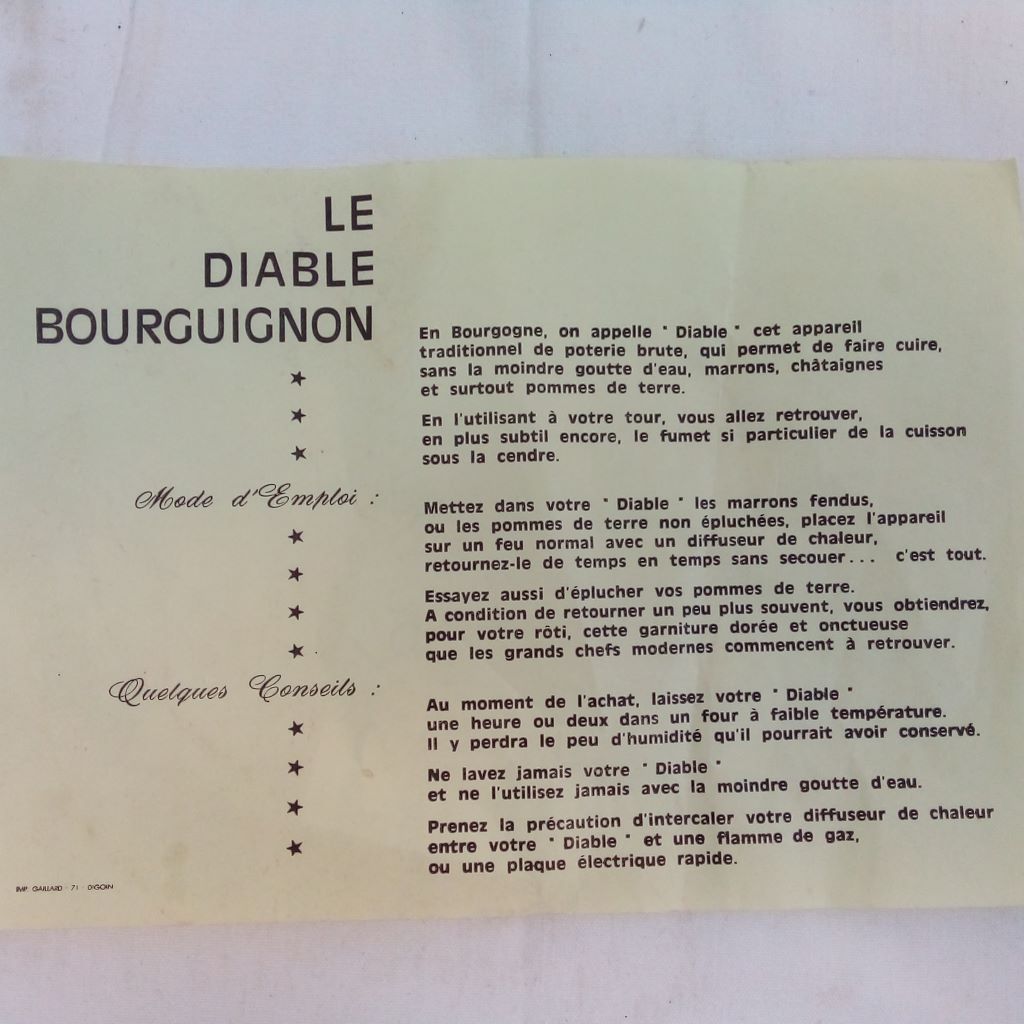 LE
DIABLE
BOURGUIGNON
En Bourgogne, on appelle " Diable " cet appareil
traditionnel de poterie brute, qui permet de faire cuire,
sans la moindre goutte d'eau, marrons, châtaignes
et surtout pommes de terre.
En l'utilisant à votre tour, vous allez retrouver,
en plus subtil encore, le fumet si particulier de la cuisson
sous la cendre.
Mode d'Emploi :
Mettez dans votre " Diable " les marrons fendus,
ou les pommes de terre non épluchées, placez l'appareil
sur un feu normal avec un diffuseur de chaleur,
retournez-le de temps en temps sans secouer... c'est tout.
Essayez aussi d'éplucher vos pommes de terre.
A condition de retourner un peu plus souvent, vous obtiendrez,
pour votre rôti, cette garniture dorée et onctueuse
que les grands chefs modernes commencent à retrouver.
Quelques Conseils :
Au moment de l'achat, laissez votre " Diable "
une heure ou deux dans un four à faible température.
Il y perdra le peu d'humidité qu'il pourrait avoir conservé.
Ne lavez jamais votre " Diable "
et ne l'utilisez jamais avec la moindre goutte d'eau.
Prenez la précaution d'intercaler votre diffuseur de chaleur
entre votre " Diable " et une flamme de gaz,
ou une plaque électrique rapide.
IMP. GAILLARD - 71 - DIGOIN